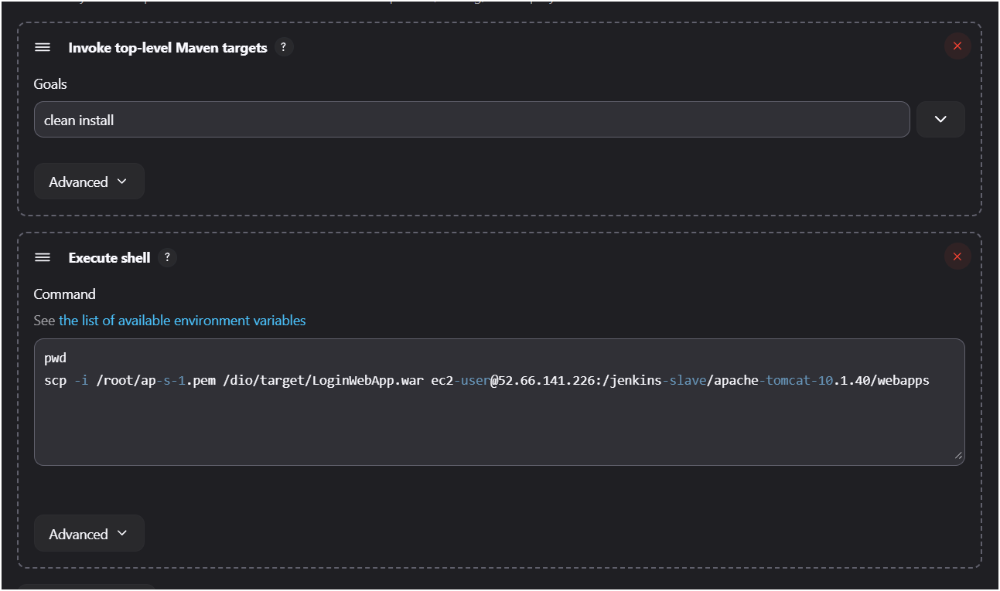 Invoke top-level Maven targets ?
Goals
clean install
Advanced
Execute shell ?
Command
See the list of available environment variables
pwd
scp -i /root/ap-s-1.pem /dio/target/LoginWebApp.war ec2-user@52.66.141.226:/jenkins-slave/apache-tomcat-10.1.40/webapps
Advanced